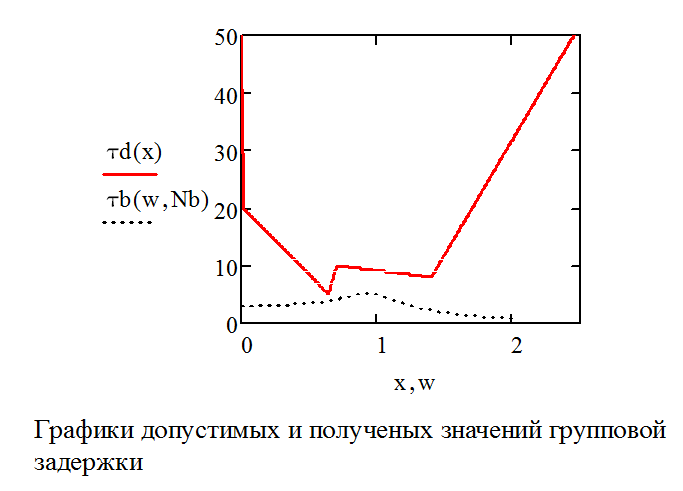 50
40
30
20
10
0
τd(x)
τb(w,Nb)
0 1 2
x,w
Графики допустимых и полученых значений групповой
задержки